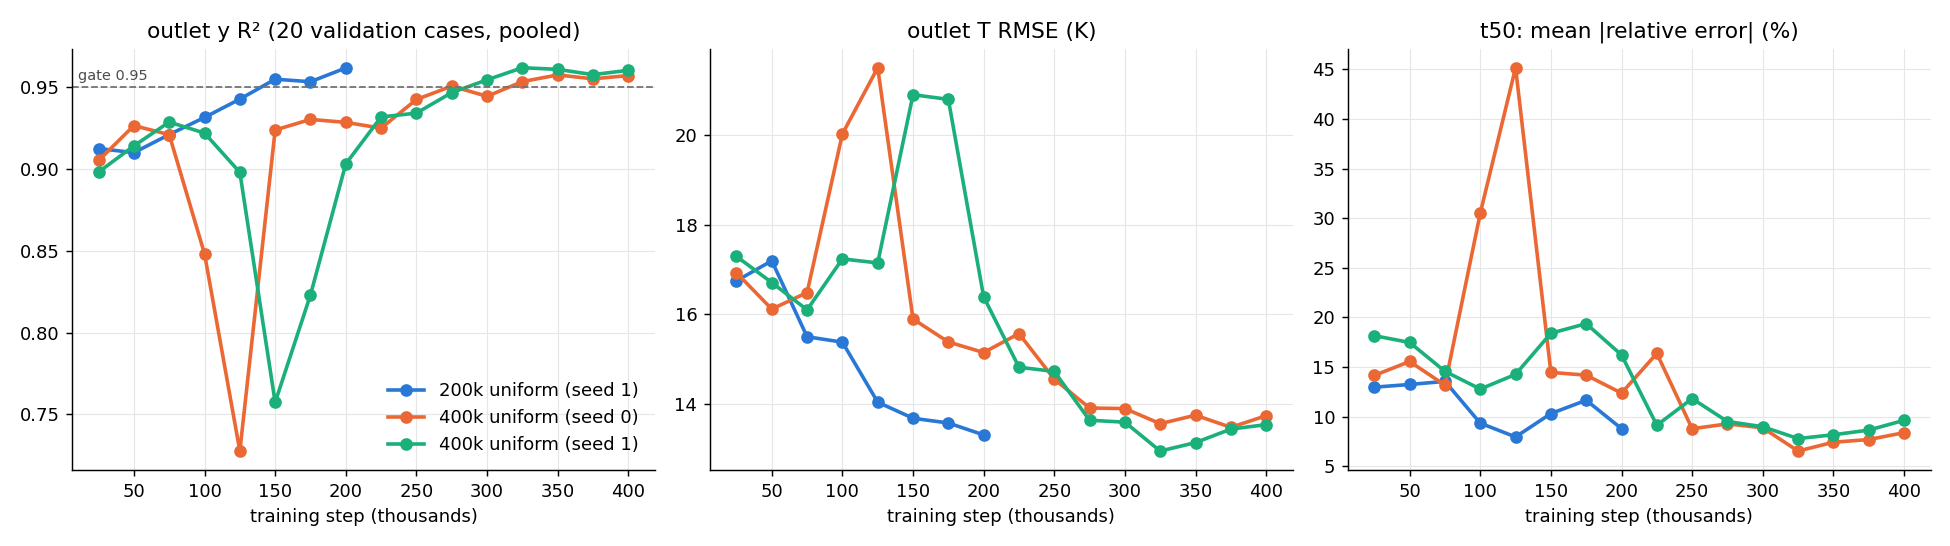 outlet y R² (20 validation cases, pooled)
gate 0.95
0.95
0.90
0.85
0.80
0.75
200k uniform (seed 1)
400k uniform (seed 0)
400k uniform (seed 1)
50 100 150 200 250 300 350 400
training step (thousands)
outlet T RMSE (K)
20
18
16
14
50 100 150 200 250 300 350 400
training step (thousands)
t50: mean |relative error| (%)
45
40
35
30
25
20
15
10
5
50 100 150 200 250 300 350 400
training step (thousands)